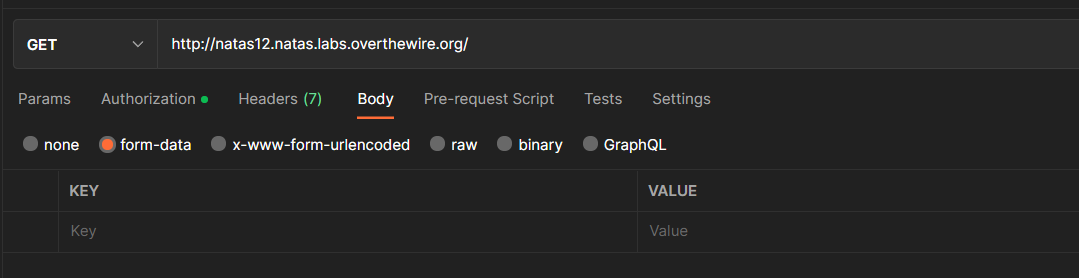 GET http://natas12.natas.labs.overthewire.org/
Params Authorization Headers (7) Body Pre-request Script Tests Settings
none form-data x-www-form-urlencoded raw binary GraphQL
KEY VALUE
Key Value